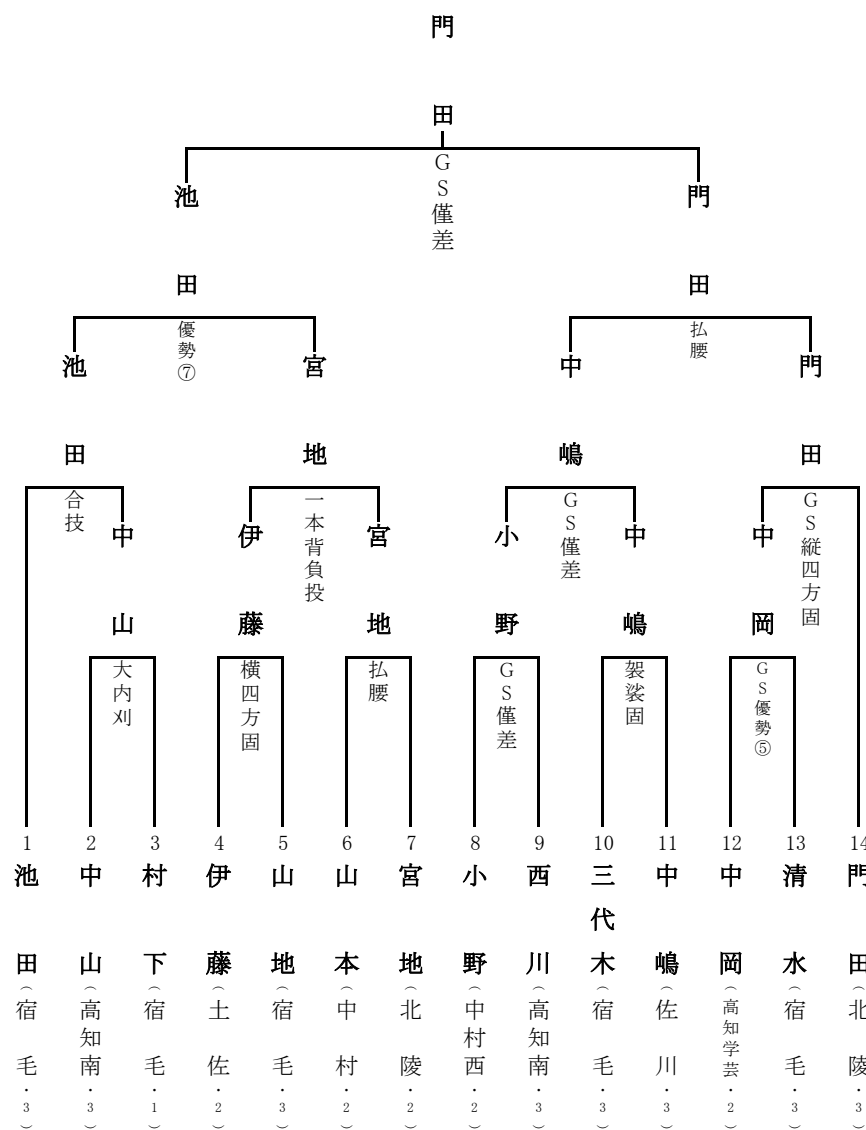 門田
GS僅差
池田
門田
優勢⑦
払腰
池田
宮地
中嶋
門田
合技
一本背負投
GS僅差
GS縦四方固
中山
伊藤
宮地
小野
中嶋
中岡
大内刈
横四方固
払腰
GS僅差
袈裟固
GS優勢⑤
1
池田(宿毛・3)
2
中山(高知南・3)
3
村下(宿毛・1)
4
伊藤(土佐・2)
5
山地(宿毛・3)
6
山本(中村・2)
7
宮地(北陵・2)
8
小野(中村西・2)
9
西川(高知南・3)
10
三代木(宿毛・3)
11
中嶋(佐川・3)
12
中岡(高知学芸・2)
13
清水(宿毛・3)
14
門田(北陵・3)